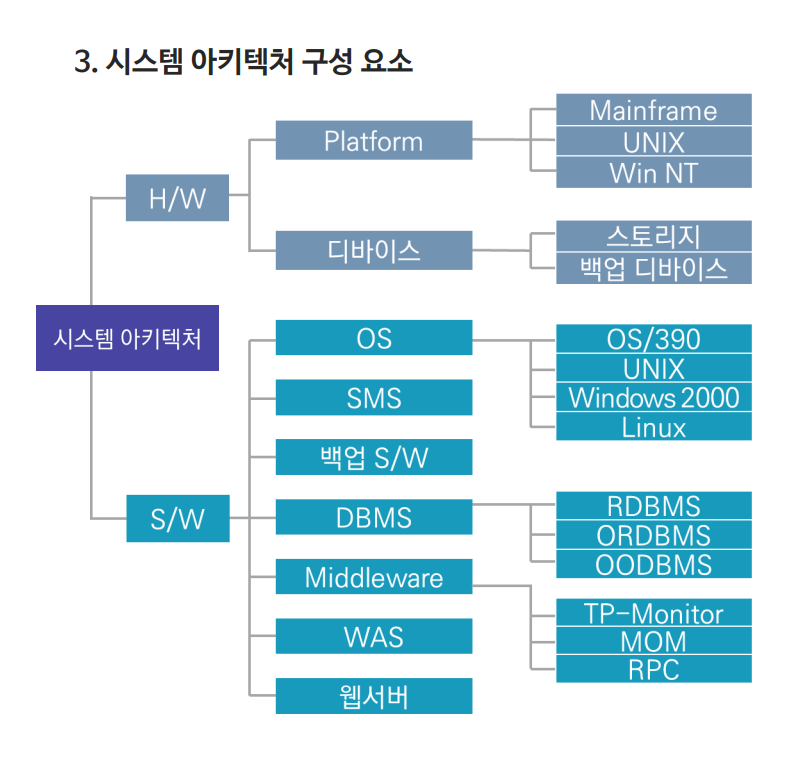 3. 시스템 아키텍처 구성 요소
시스템 아키텍처
H/W
Platform
Mainframe
UNIX
Win NT
디바이스
스토리지
백업 디바이스
S/W
OS
OS/390
UNIX
Windows 2000
Linux
SMS
백업 S/W
DBMS
RDBMS
ORDBMS
OODBMS
Middleware
TP-Monitor
MOM
RPC
WAS
웹서버